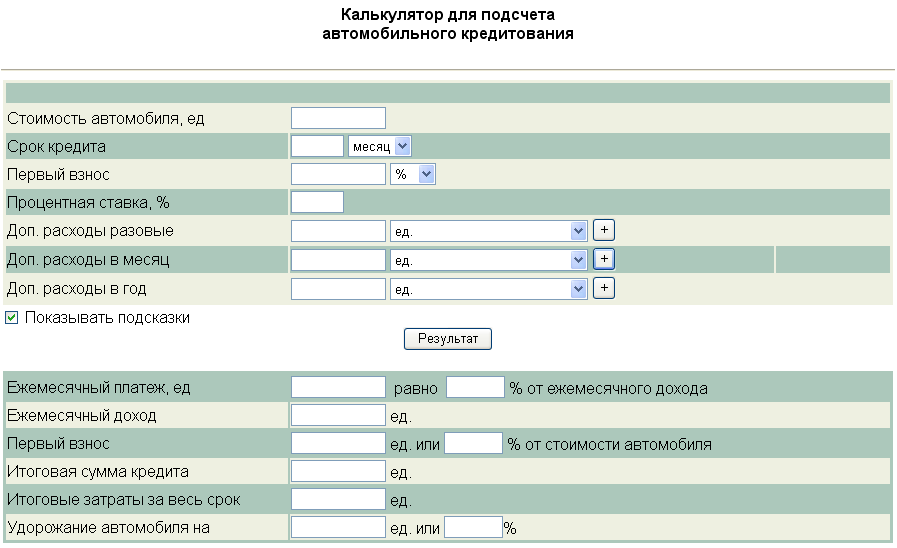 Калькулятор для подсчета
автомобильного кредитования
Стоимость автомобиля, ед
Срок кредита месяц
Первый взнос %
Процентная ставка, %
Доп. расходы разовые ед. +
Доп. расходы в месяц ед. +
Доп. расходы в год ед. +
Показывать подсказки
Результат
Ежемесячный платеж, ед равно % от ежемесячного дохода
Ежемесячный доход ед.
Первый взнос ед. или % от стоимости автомобиля
Итоговая сумма кредита ед.
Итоговые затраты за весь срок ед.
Удорожание автомобиля на ед. или %